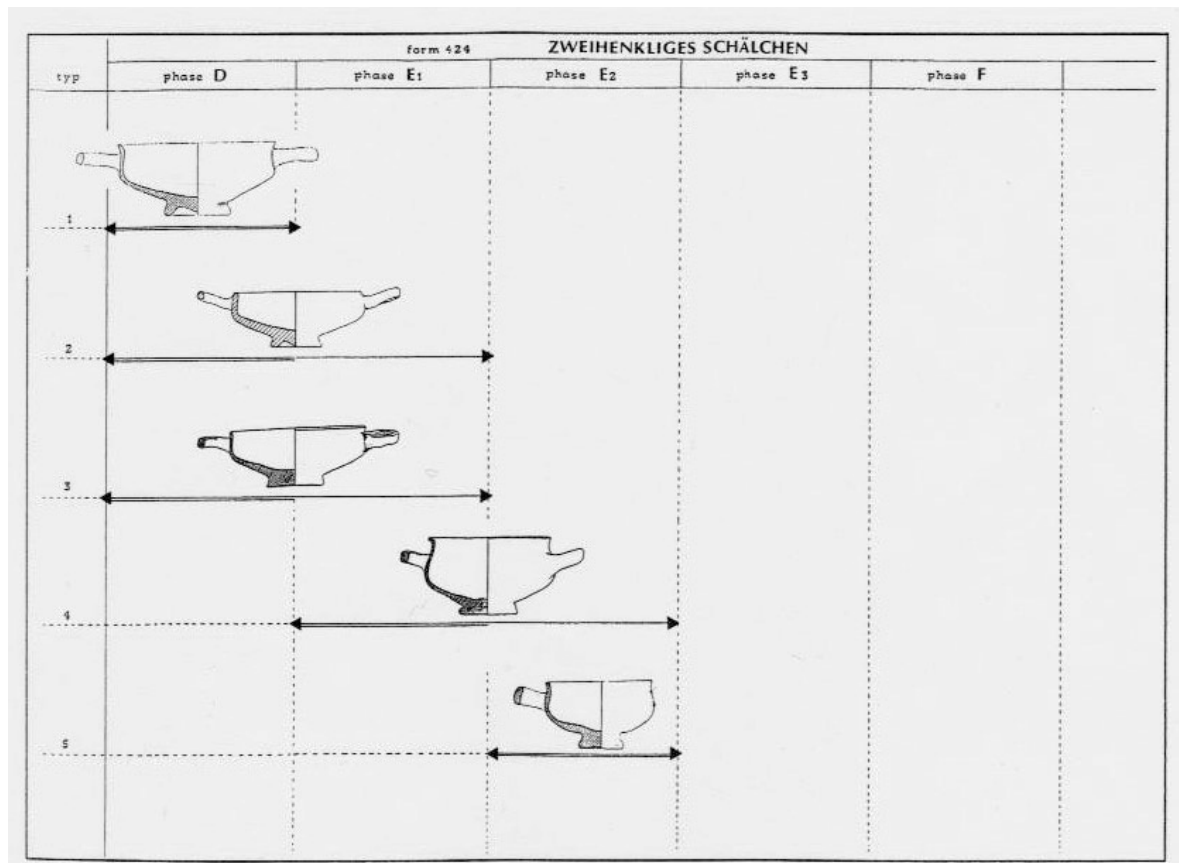 form 424 ZWEIHENKLIGES SCHÄLCHEN
typ phase D phase E1 phase E2 phase E3 phase F
1
2
3
4
5